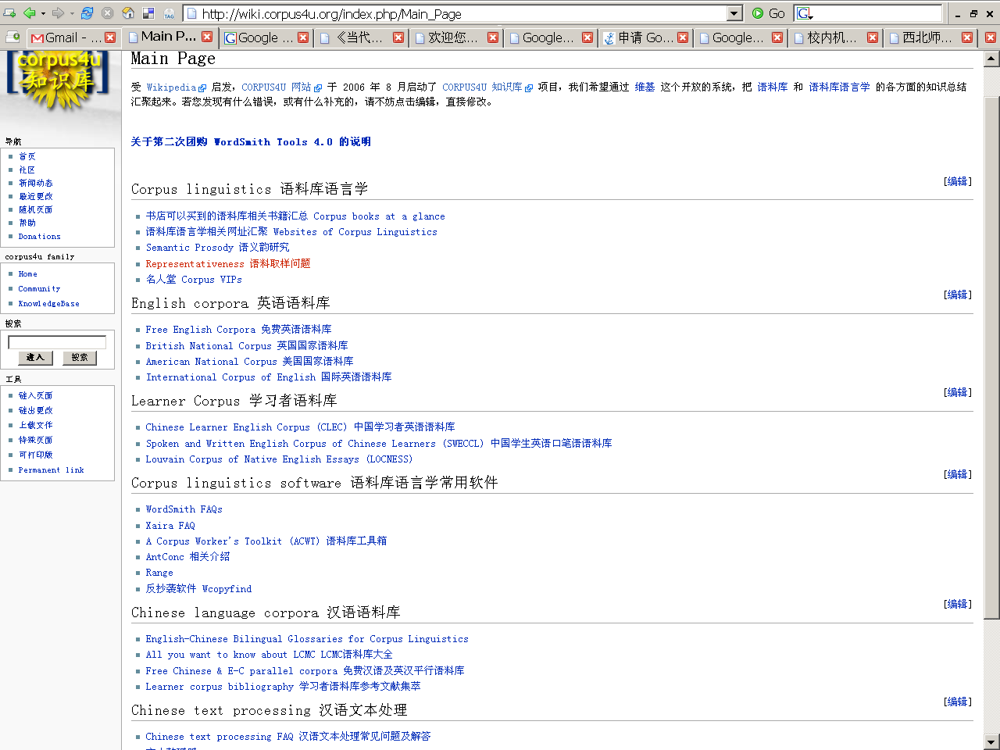 http://wiki.corpus4u.org/index.php/Main_Page
Go
Gmail - ...
Main P...
Google ...
《当代...
欢迎您...
Google...
申请 Go...
Google...
校内机...
西北师...
corpus4u
知识库
导航
首页
社区
新闻动态
最近更改
随机页面
帮助
Donations
corpus4u family
Home
Community
KnowledgeBase
搜索
进入
搜索
工具
链入页面
链出更改
上载文件
特殊页面
可打印版
Permanent link
Main Page
受 Wikipedia 启发，CORPUS4U 网站 于 2006 年 8 月启动了 CORPUS4U 知识库 项目，我们希望通过 维基 这个开放的系统，把 语料库 和 语料库语言学 的各方面的知识总结
汇聚起来。若您发现有什么错误，或有什么补充的，请不妨点击编辑，直接修改。
关于第二次团购 WordSmith Tools 4.0 的说明
[编辑]
Corpus linguistics 语料库语言学
书店可以买到的语料库相关书籍汇总 Corpus books at a glance
语料库语言学相关网址汇聚 Websites of Corpus Linguistics
Semantic Prosody 语义韵研究
Representativeness 语料取样问题
名人堂 Corpus VIPs
[编辑]
English corpora 英语语料库
Free English Corpora 免费英语语料库
British National Corpus 英国国家语料库
American National Corpus 美国国家语料库
International Corpus of English 国际英语语料库
[编辑]
Learner Corpus 学习者语料库
Chinese Learner English Corpus (CLEC) 中国学习者英语语料库
Spoken and Written English Corpus of Chinese Learners (SWECCL) 中国学生英语口笔语语料库
Louvain Corpus of Native English Essays (LOCNESS)
[编辑]
Corpus linguistics software 语料库语言学常用软件
WordSmith FAQs
Xaira FAQ
A Corpus Worker's Toolkit (ACWT) 语料库工具箱
AntConc 相关介绍
Range
反抄袭软件 Wcopyfind
[编辑]
Chinese language corpora 汉语语料库
English-Chinese Bilingual Glossaries for Corpus Linguistics
All you want to know about LCMC LCMC语料库大全
Free Chinese & E-C parallel corpora 免费汉语及英汉平行语料库
Learner corpus bibliography 学习者语料库参考文献集萃
[编辑]
Chinese text processing 汉语文本处理
Chinese text processing FAQ 汉语文本处理常见问题及解答